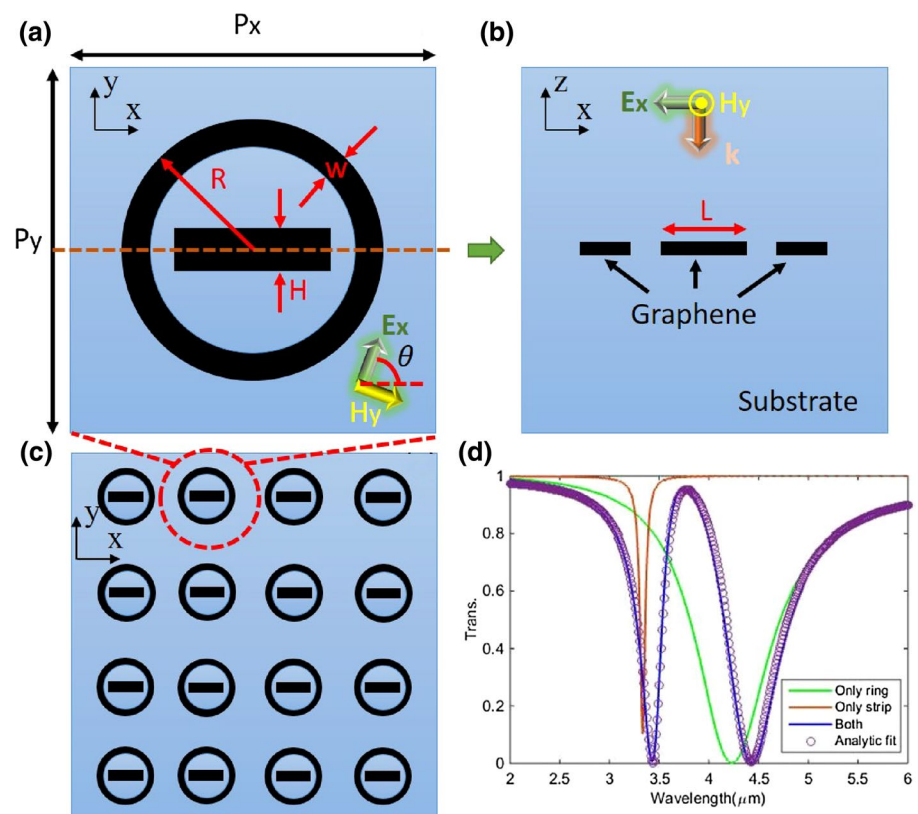 (a)
Px
y
x
R
w
Py
H
Ex
θ
Hy
(b)
z
x
Ex
Hy
k
L
Graphene
Substrate
(c)
y
x
(d)
1
0.8
0.6
0.4
0.2
0
Trans.
2 2.5 3 3.5 4 4.5 5 5.5 6
Wavelength(μm)
Only ring
Only strip
Both
Analytic fit